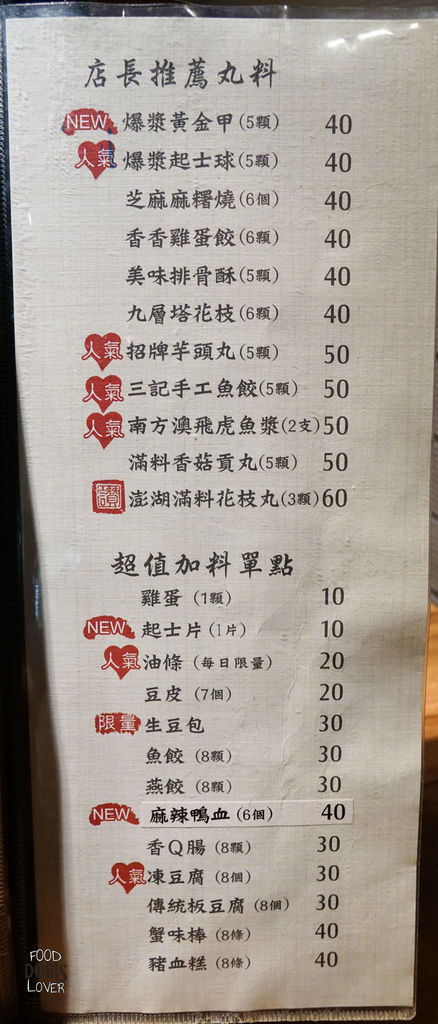 店長推薦丸料
NEW 爆漿黃金甲(5顆) 40
人氣 爆漿起士球(5顆) 40
芝麻麻糬燒(6個) 40
香香雞蛋餃(6顆) 40
美味排骨酥(5顆) 40
九層塔花枝(6顆) 40
人氣 招牌芋頭丸(5顆) 50
人氣 三記手工魚餃(5顆) 50
人氣 南方澳飛虎魚漿(2支) 50
滿料香菇貢丸(5顆) 50
澎湖滿料花枝丸(3顆) 60
超值加料單點
雞蛋 (1顆) 10
NEW 起士片 (1片) 10
人氣 油條 (每日限量) 20
豆皮 (7個) 20
限量 生豆包 30
魚餃 (8顆) 30
燕餃 (8顆) 30
NEW 麻辣鴨血 (6個) 40
香Q腸 (8顆) 30
人氣 凍豆腐 (8個) 30
傳統板豆腐 (8個) 30
蟹味棒 (8條) 40
豬血糕 (8條) 40
FOOD
LOVER